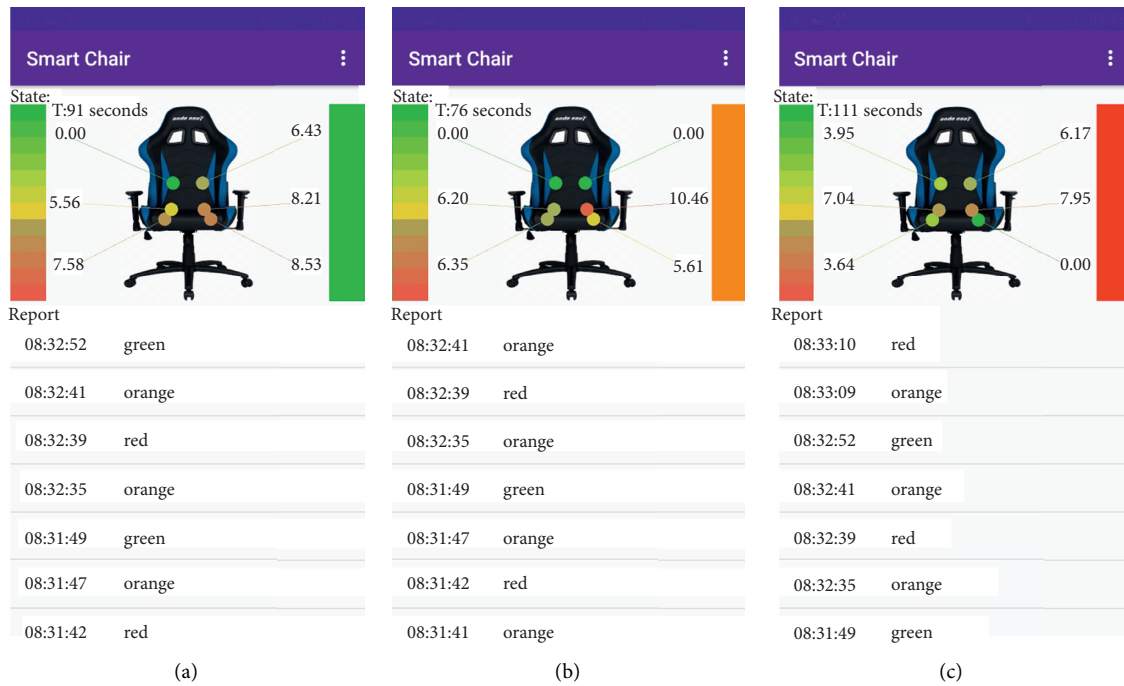 Smart Chair
State:
T:91 seconds
0.00
6.43
5.56
8.21
7.58
8.53
Report
08:32:52 green
08:32:41 orange
08:32:39 red
08:32:35 orange
08:31:49 green
08:31:47 orange
08:31:42 red
(a)
Smart Chair
State:
T:76 seconds
0.00
0.00
6.20
10.46
6.35
5.61
Report
08:32:41 orange
08:32:39 red
08:32:35 orange
08:31:49 green
08:31:47 orange
08:31:42 red
08:31:41 orange
(b)
Smart Chair
State:
T:111 seconds
3.95
6.17
7.04
7.95
3.64
0.00
Report
08:33:10 red
08:33:09 orange
08:32:52 green
08:32:41 orange
08:32:39 red
08:32:35 orange
08:31:49 green
(c)